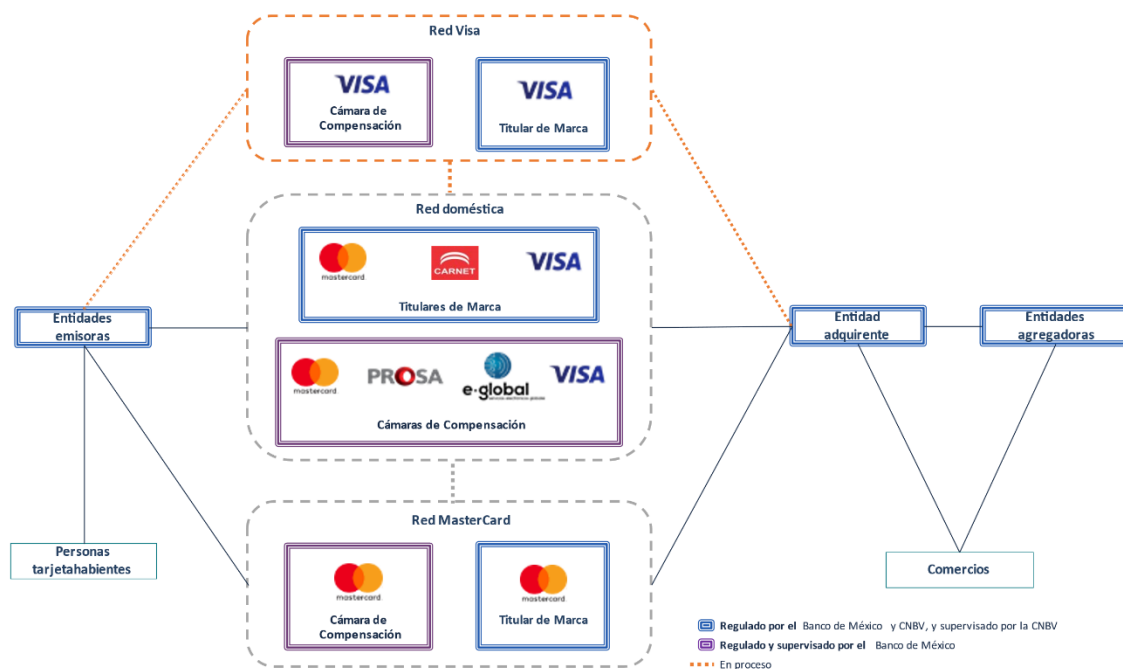 Red Visa
VISA
Cámara de
Compensación
VISA
Titular de Marca
Red doméstica
mastercard.
CARNET
VISA
Titulares de Marca
Entidades
emisoras
Entidad
adquirente
Entidades
agregadoras
mastercard.
PROSA
e-global
servicios electrónicos globales
VISA
Cámaras de Compensación
Red MasterCard
Personas
tarjetahabientes
mastercard.
Cámara de
Compensación
mastercard.
Titular de Marca
Comercios
Regulado por el Banco de México y CNBV, y supervisado por la CNBV
Regulado y supervisado por el Banco de México
En proceso